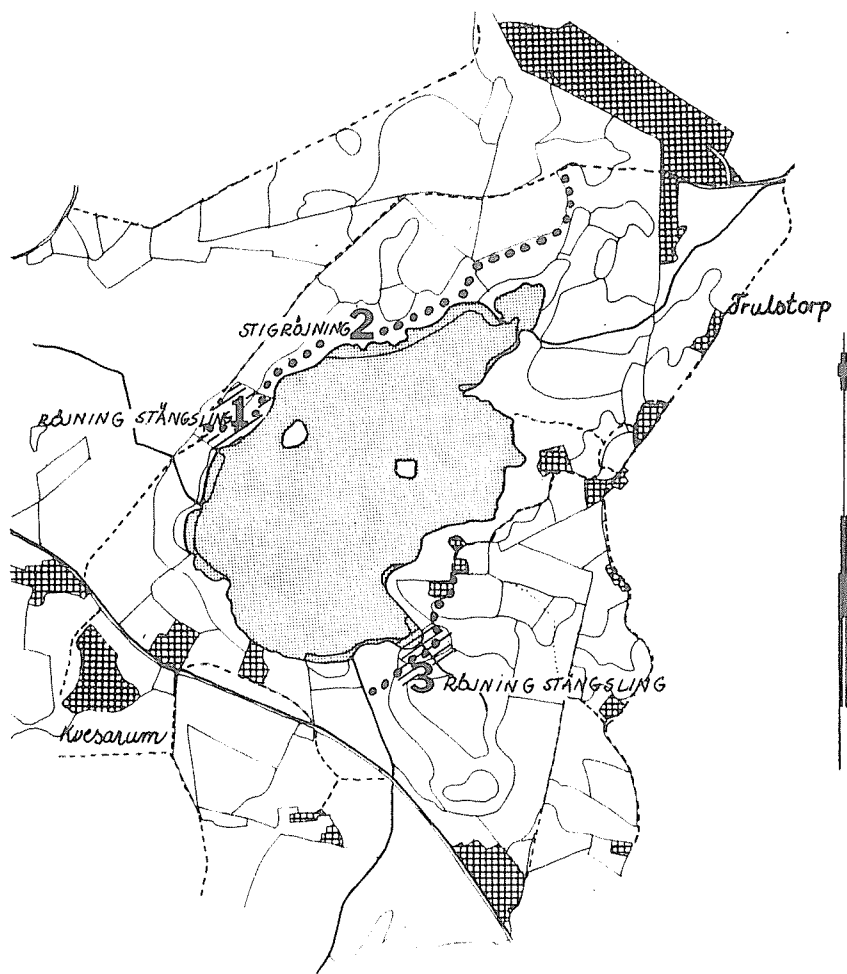 Trulstorp
STIGRÖJNING 2
RÖJNING STÄNGSLING 1
3 RÖJNING STÄNGSLING
Kvesarum